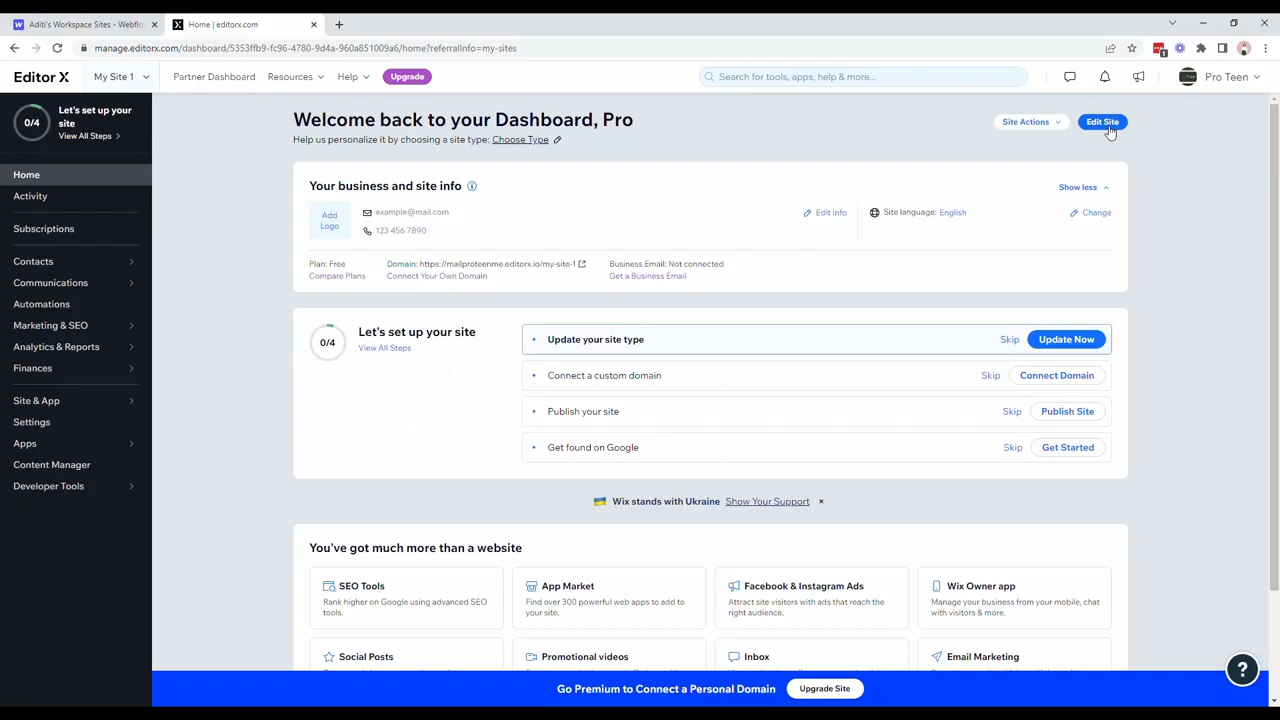 Aditi's Workspace Sites - Webflo
Home | editorx.com
manage.editorx.com/dashboard/5353ffb9-fc96-4780-9d4a-960a851009a6/home?referralInfo=my-sites
Editor X
My Site 1
Partner Dashboard
Resources
Help
Upgrade
Search for tools, apps, help & more...
Pro Teen
0/4
Let's set up your
site
View All Steps
Home
Activity
Subscriptions
Contacts
Communications
Automations
Marketing & SEO
Analytics & Reports
Finances
Site & App
Settings
Apps
Content Manager
Developer Tools
Welcome back to your Dashboard, Pro
Help us personalize it by choosing a site type: Choose Type
Site Actions
Edit Site
Your business and site info
Show less
Add
Logo
example@mail.com
123 456 7890
Edit Info
Site language: English
Change
Plan: Free
Compare Plans
Domain: https://mailproteenme.editorx.io/my-site-1
Connect Your Own Domain
Business Email: Not connected
Get a Business Email
0/4
Let's set up your site
View All Steps
Update your site type
Skip
Update Now
Connect a custom domain
Skip
Connect Domain
Publish your site
Skip
Publish Site
Get found on Google
Skip
Get Started
Wix stands with Ukraine Show Your Support ×
You've got much more than a website
SEO Tools
Rank higher on Google using advanced SEO
tools.
App Market
Find over 300 powerful web apps to add to
your site.
Facebook & Instagram Ads
Attract site visitors with ads that reach the
right audience.
Wix Owner app
Manage your business from your mobile, chat
with visitors & more.
Social Posts
Promotional videos
Inbox
Email Marketing
Go Premium to Connect a Personal Domain
Upgrade Site
?